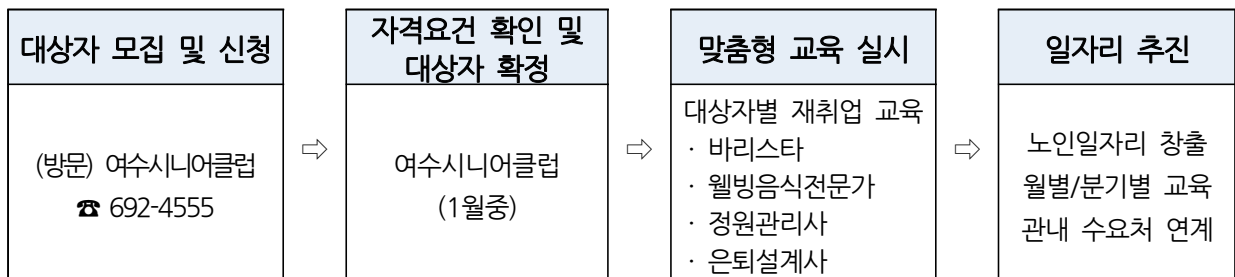 대상자 모집 및 신청
(방문) 여수시니어클럽
☎ 692-4555
⇨
자격요건 확인 및
대상자 확정
여수시니어클럽
(1월중)
⇨
맞춤형 교육 실시
대상자별 재취업 교육
· 바리스타
· 웰빙음식전문가
· 정원관리사
· 은퇴설계사
⇨
일자리 추진
노인일자리 창출
월별/분기별 교육
관내 수요처 연계